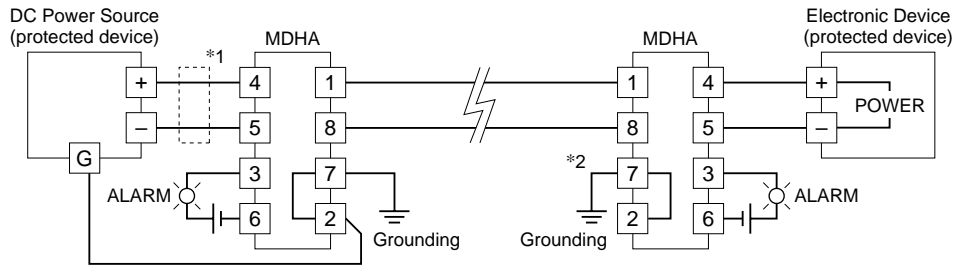 DC Power Source
(protected device)
MDHA
*1
MDHA
Electronic Device
(protected device)
+ 4 1 1 4 +
POWER
– 5 8 8 5 –
G
3 7 *2 7 3
ALARM ALARM
6 2 2 6
Grounding Grounding